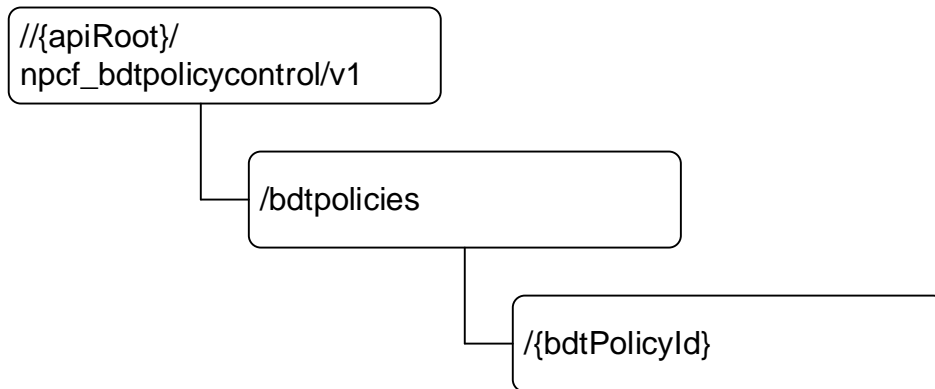 //{apiRoot}/
npcf_bdtpolicycontrol/v1
/bdtpolicies
/{bdtPolicyId}